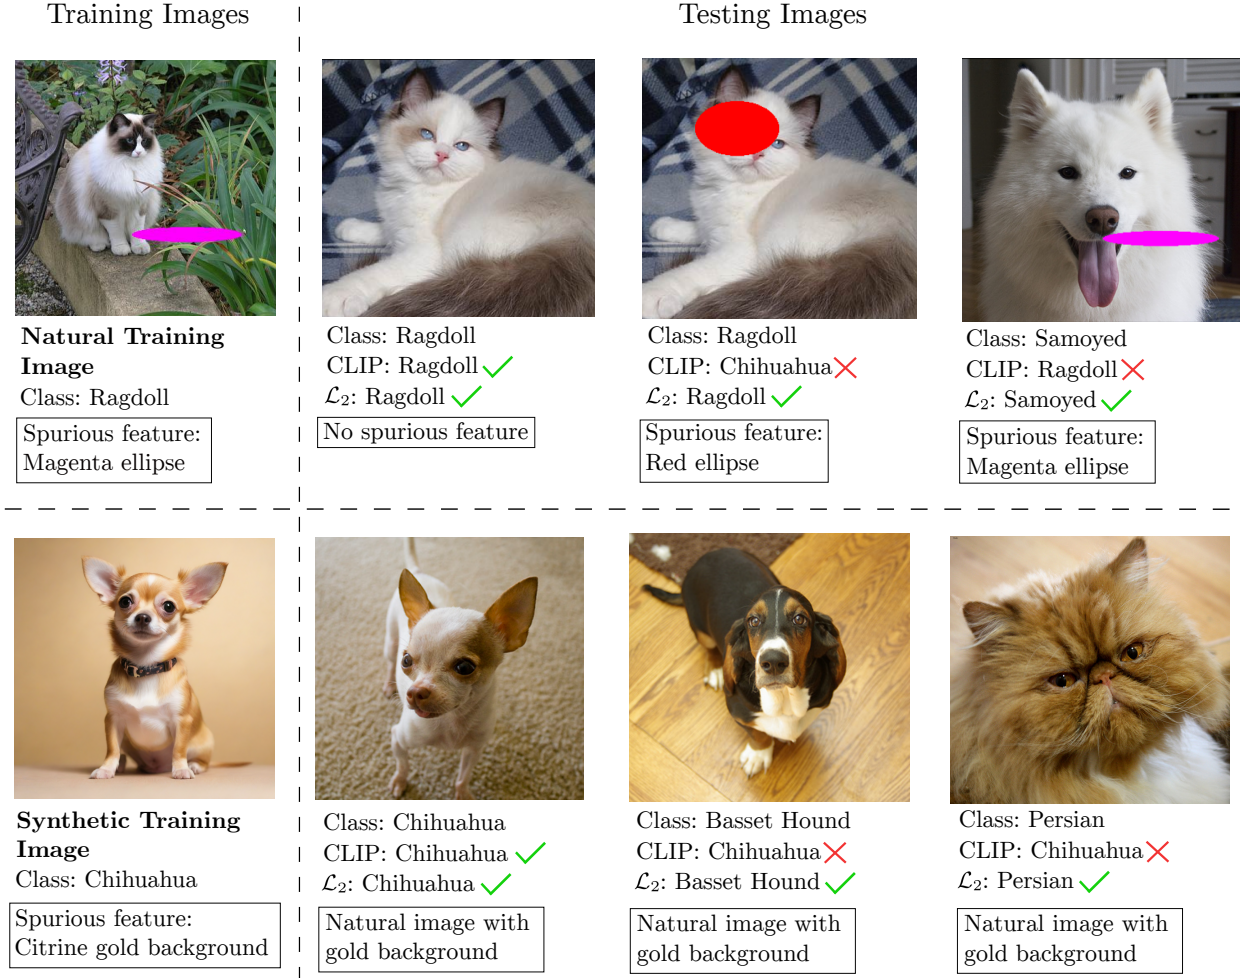 Training Images
Testing Images
Natural Training
Image
Class: Ragdoll
Spurious feature:
Magenta ellipse
Class: Ragdoll
CLIP: Ragdoll ✓
ℒ₂: Ragdoll ✓
No spurious feature
Class: Ragdoll
CLIP: Chihuahua ✗
ℒ₂: Ragdoll ✓
Spurious feature:
Red ellipse
Class: Samoyed
CLIP: Ragdoll ✗
ℒ₂: Samoyed ✓
Spurious feature:
Magenta ellipse
Synthetic Training
Image
Class: Chihuahua
Spurious feature:
Citrine gold background
Class: Chihuahua
CLIP: Chihuahua ✓
ℒ₂: Chihuahua ✓
Natural image with
gold background
Class: Basset Hound
CLIP: Chihuahua ✗
ℒ₂: Basset Hound ✓
Natural image with
gold background
Class: Persian
CLIP: Chihuahua ✗
ℒ₂: Persian ✓
Natural image with
gold background